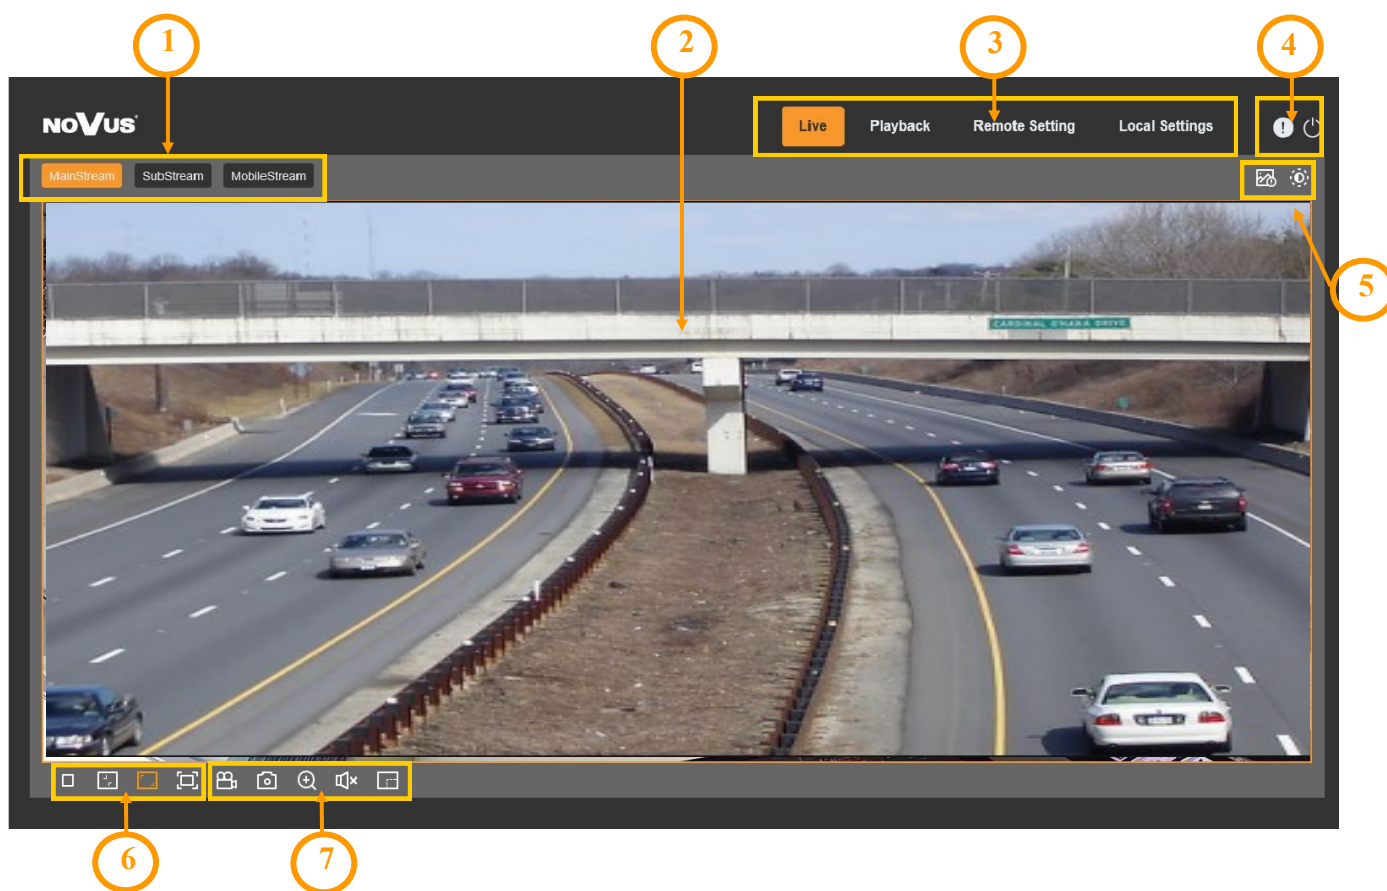 1
2
3
4
NOVUS
Live Playback Remote Setting Local Settings
MainStream SubStream MobileStream
5
CARDINAL O'HARA DRIVE
6
7